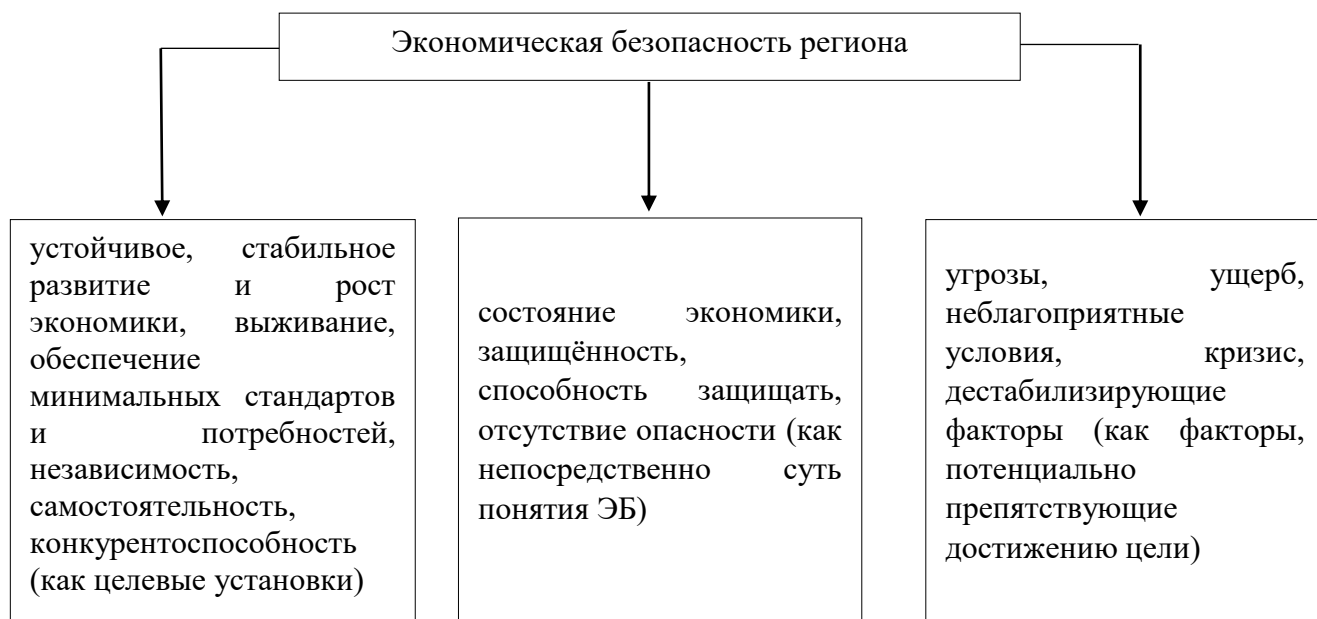 Экономическая безопасность региона
устойчивое, стабильное
развитие и рост
экономики, выживание,
обеспечение
минимальных стандартов
и потребностей,
независимость,
самостоятельность,
конкурентоспособность
(как целевые установки)
состояние экономики,
защищённость,
способность защищать,
отсутствие опасности (как
непосредственно суть
понятия ЭБ)
угрозы, ущерб,
неблагоприятные
условия, кризис,
дестабилизирующие
факторы (как факторы,
потенциально
препятствующие
достижению цели)